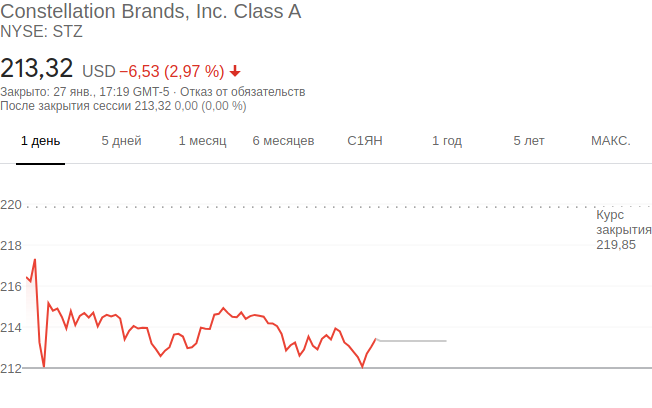 Constellation Brands, Inc. Class A
NYSE: STZ
213,32 USD −6,53 (2,97 %)
Закрыто: 27 янв., 17:19 GMT-5 · Отказ от обязательств
После закрытия сессии 213,32 0,00 (0,00 %)
1 день 5 дней 1 месяц 6 месяцев С1ЯН 1 год 5 лет МАКС.
220
Курс
закрытия
219,85
218
216
214
212